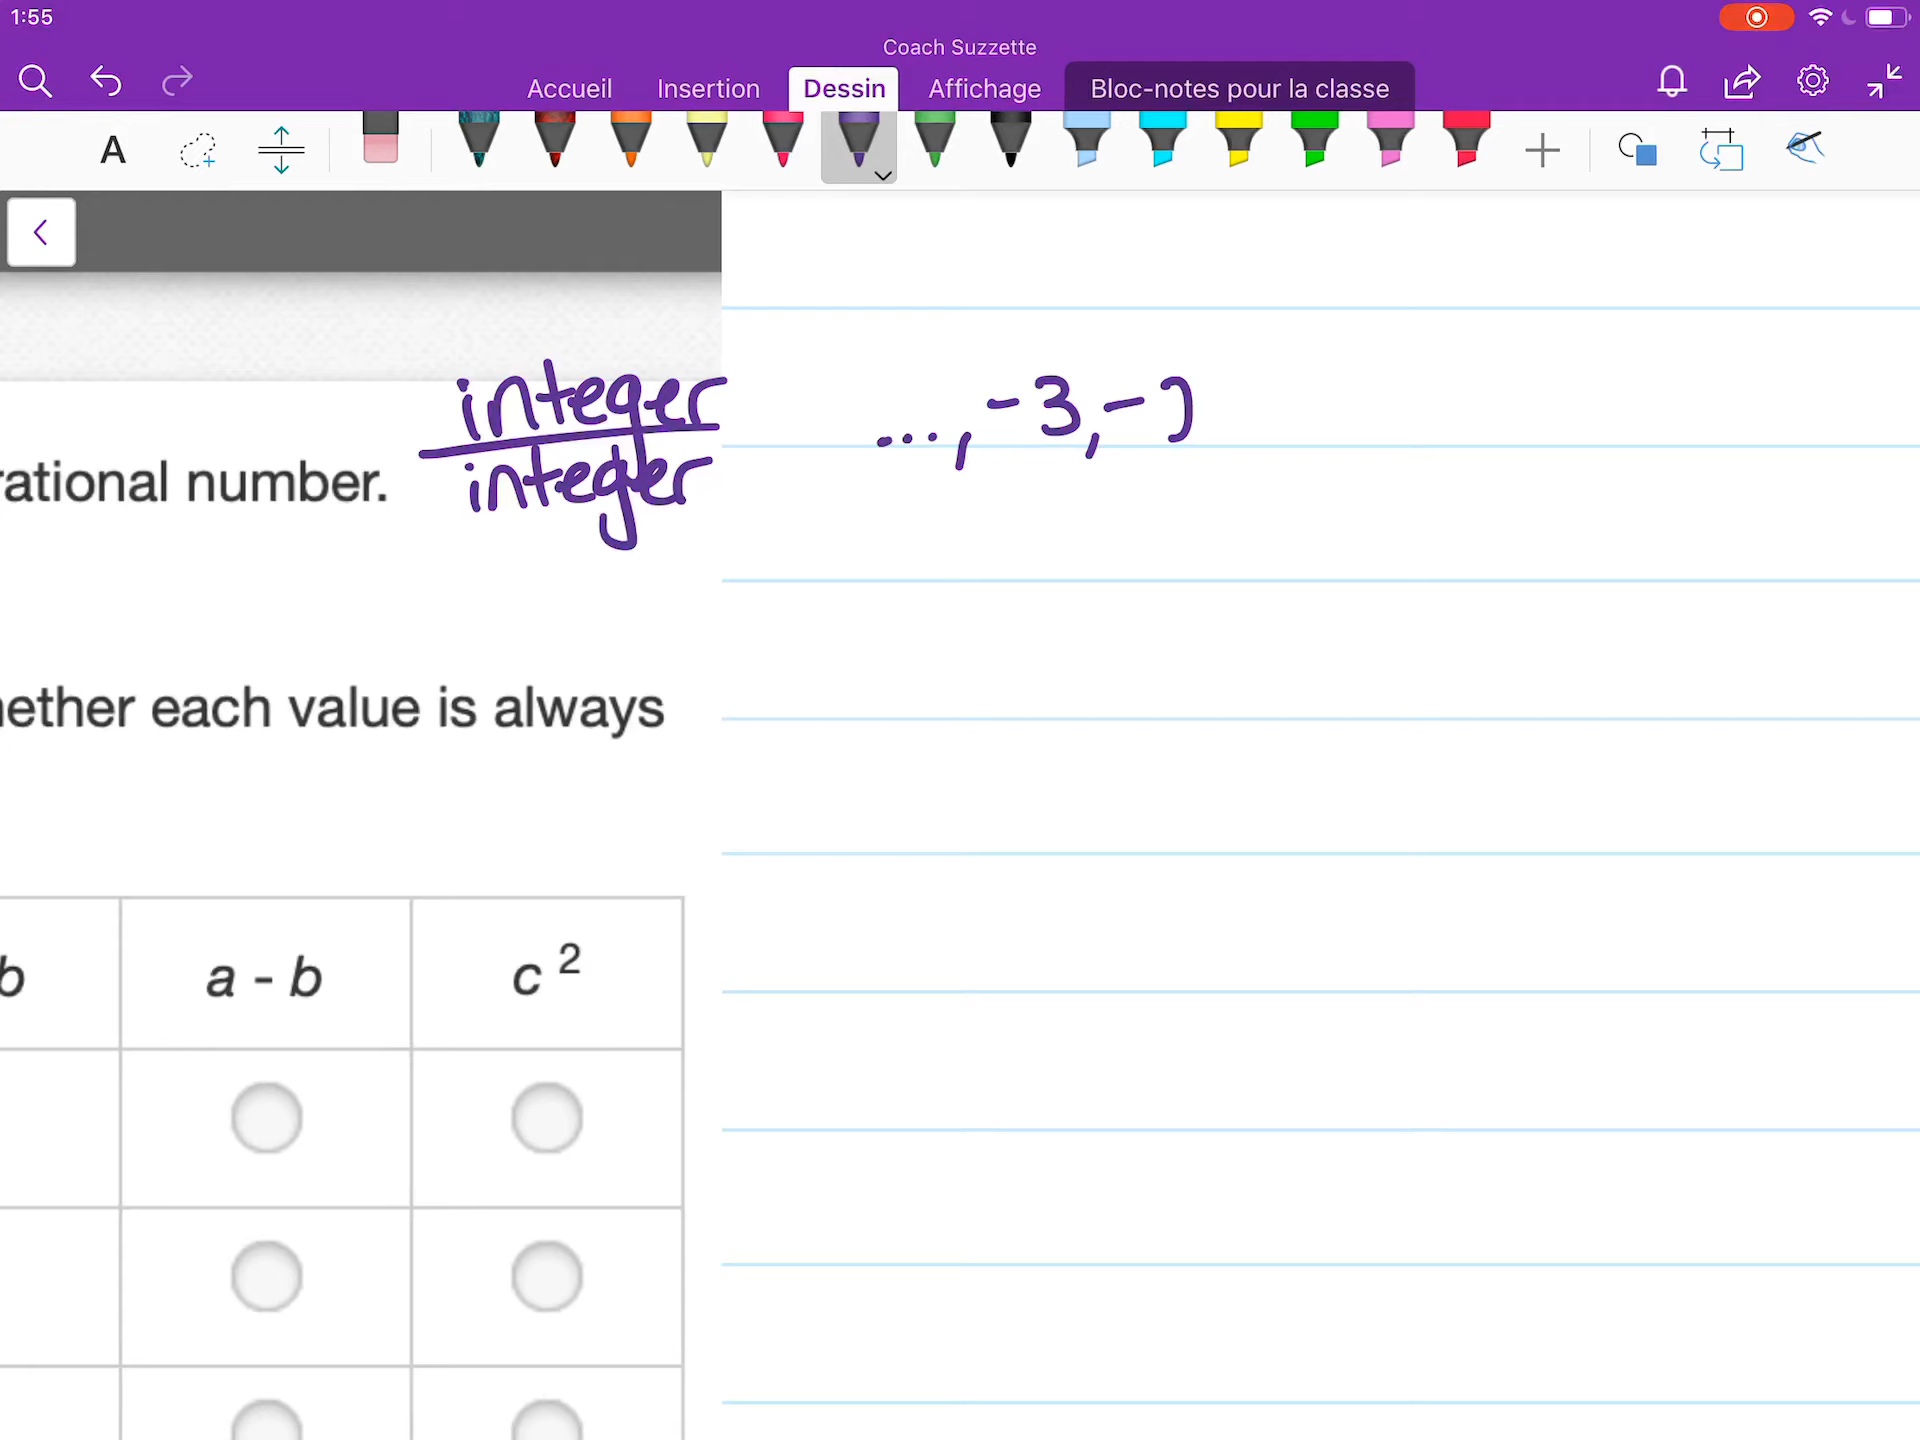 1:55
Coach Suzzette
Accueil Insertion Dessin Affichage Bloc-notes pour la classe
A
integer
integer
..., -3, -
rational number.
ether each value is always
b a - b c 2